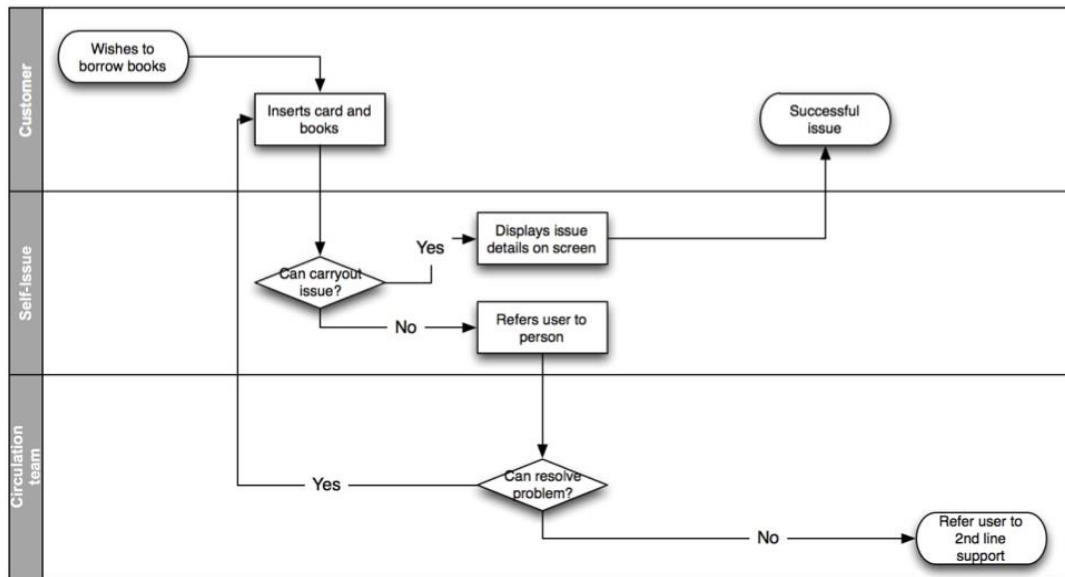 Customer
Wishes to
borrow books
Inserts card and
books
Successful
issue
Self-Issue
Displays issue
details on screen
Yes
Can carryout
issue?
No
Refers user to
person
Circulation
team
Can resolve
problem?
Yes
No
Refer user to
2nd line
support